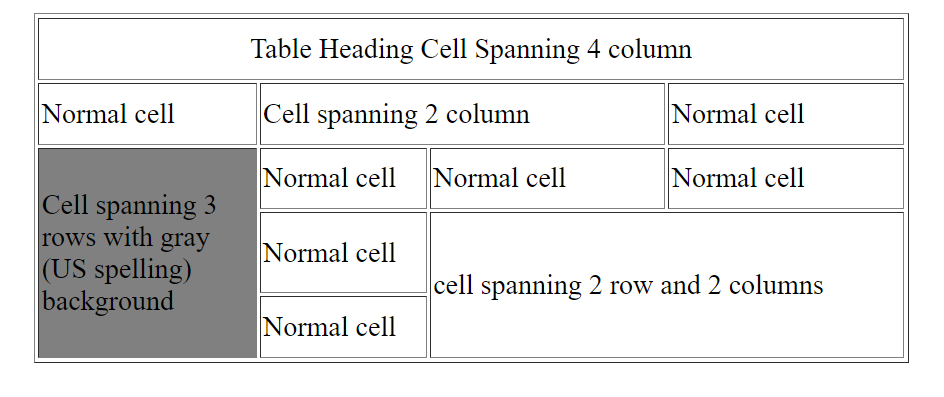 Table Heading Cell Spanning 4 column
Normal cell
Cell spanning 2 column
Normal cell
Cell spanning 3
rows with gray
(US spelling)
background
Normal cell
Normal cell
Normal cell
Normal cell
cell spanning 2 row and 2 columns
Normal cell